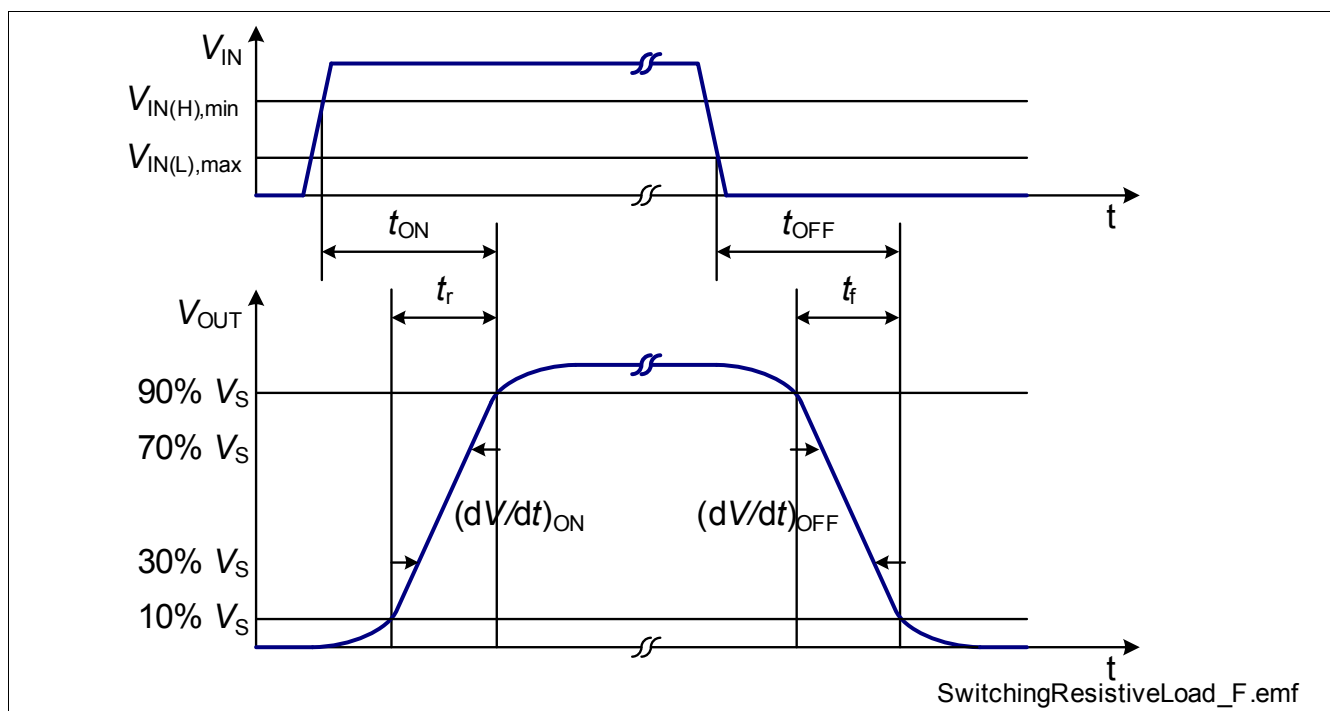 V_IN
V_IN(H),min
V_IN(L),max
t
t_ON
t_OFF
t_r
t_f
V_OUT
90% V_S
70% V_S
(dV/dt)_ON
(dV/dt)_OFF
30% V_S
10% V_S
t
SwitchingResistiveLoad_F.emf